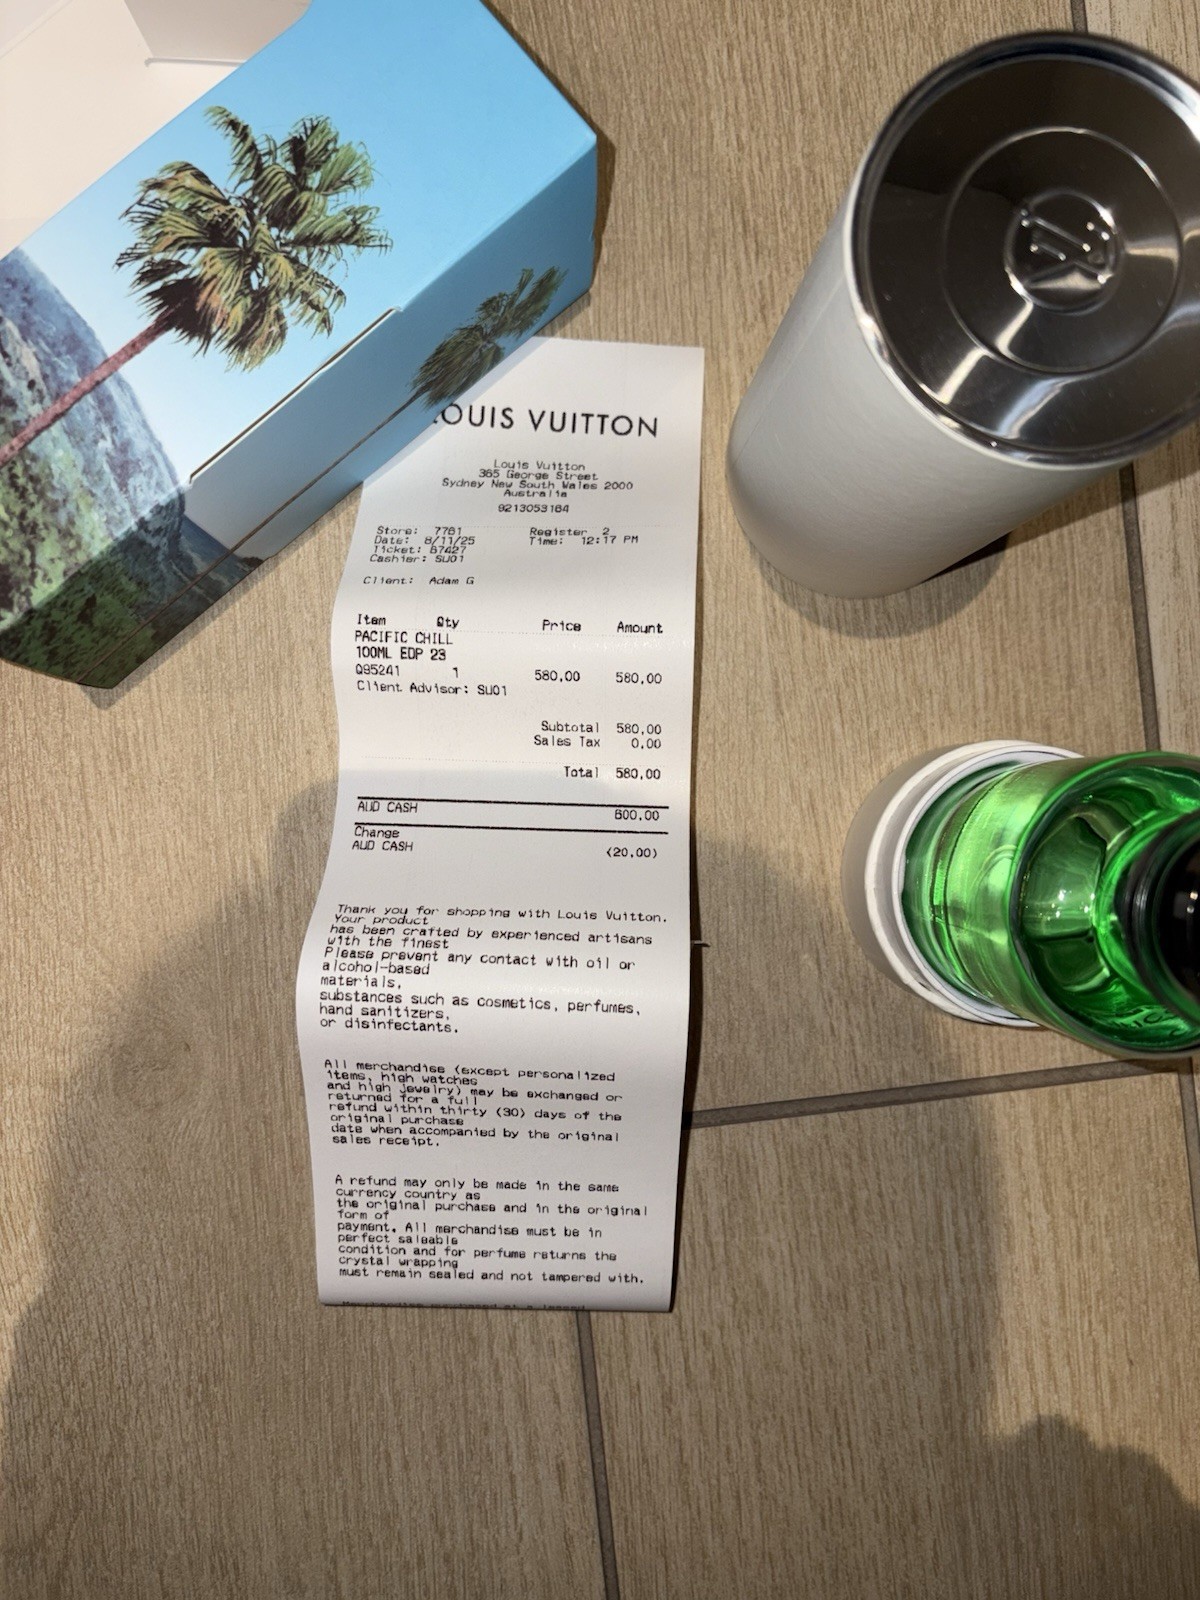 LOUIS VUITTON
Louis Vuitton
365 George Street
Sydney New South Wales 2000
Australia
9213053164
Store: 7761 Register 2
Date: 8/11/25 Time: 12:17 PM
Ticket: 87427
Cashier: SU01
Client: Adam G
Item Qty Price Amount
PACIFIC CHILL
100ML EDP 23
Q95241 1 580,00 580,00
Client Advisor: SU01
Subtotal 580,00
Sales Tax 0,00
Total 580,00
AUD CASH 600,00
Change
AUD CASH (20,00)
Thank you for shopping with Louis Vuitton.
Your product
has been crafted by experienced artisans
with the finest
Please prevent any contact with oil or
alcohol-based
materials,
substances such as cosmetics, perfumes,
hand sanitizers,
or disinfectants.
All merchandise (except personalized
items, high watches
and high jewelry) may be exchanged or
returned for a full
refund within thirty (30) days of the
original purchase
date when accompanied by the original
sales receipt.
A refund may only be made in the same
currency country as
the original purchase and in the original
form of
payment. All merchandise must be in
perfect saleable
condition and for perfume returns the
crystal wrapping
must remain sealed and not tampered with.
LV